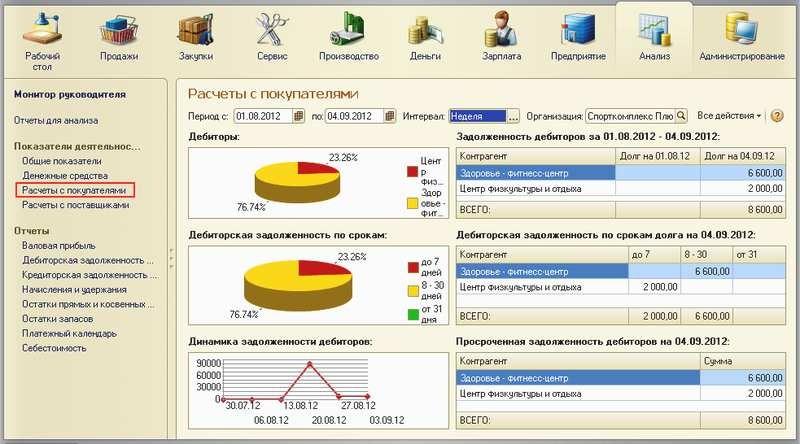 Рабочий стол
Продажи
Закупки
Сервис
Производство
Деньги
Зарплата
Предприятие
Анализ
Администрирование
Монитор руководителя
Отчеты для анализа
Показатели деятельнос...
Общие показатели
Денежные средства
Расчеты с покупателями
Расчеты с поставщиками
Отчеты
Валовая прибыль
Дебиторская задолженность ...
Кредиторская задолженность ...
Начисления и удержания
Остатки прямых и косвенных ...
Остатки запасов
Платежный календарь
Себестоимость
Расчеты с покупателями
Период с: 01.08.2012 по: 04.09.2012 Интервал: Неделя ... Организация: Спорткомплекс Плю Все действия ?
Дебиторы:
23.26%
76.74%
Цент
р
Физ...
Здор
овье -
фит...
Задолженность дебиторов за 01.08.2012 - 04.09.2012:
Контрагент Долг на 01.08.12 Долг на 04.09.12
Здоровье - фитнесс-центр 6 600,00
Центр физкультуры и отдыха 2 000,00
ВСЕГО: 8 600,00
Дебиторская задолженность по срокам:
23.26%
76.74%
до 7
дней
8 - 30
дней
от 31
дня
Дебиторская задолженность по срокам долга на 04.09.2012:
Контрагент до 7 8 - 30 от 31
Здоровье - фитнесс-центр 6 600,00
Центр физкультуры и отдыха 2 000,00
ВСЕГО: 2 000,00 6 600,00
Динамика задолженности дебиторов:
90000
60000
30000
0
30.07.12 13.08.12 27.08.12
06.08.12 20.08.12 03.09.12
Просроченная задолженность дебиторов на 04.09.2012:
Контрагент Сумма
Здоровье - фитнесс-центр 6 600,00
Центр физкультуры и отдыха 2 000,00
ВСЕГО: 8 600,00